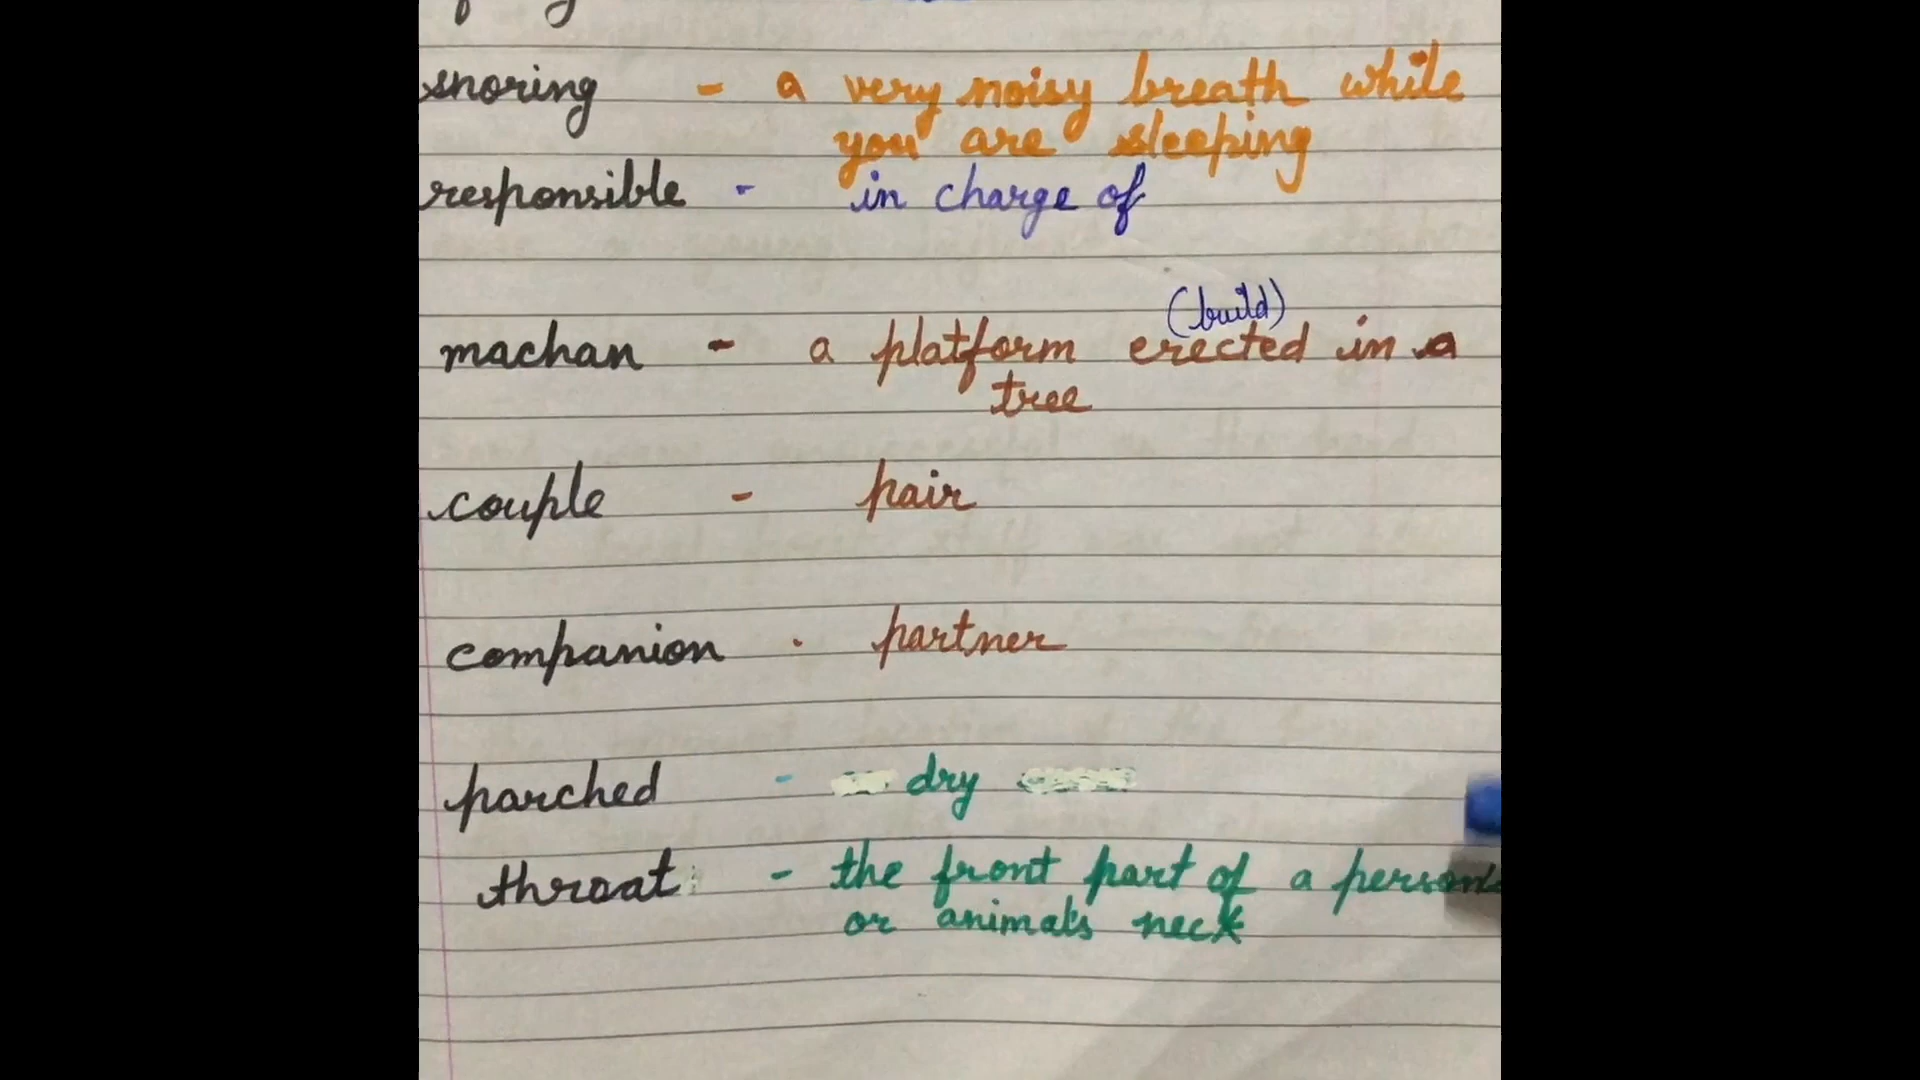 snoring - a very noisy breath while
you are sleeping
responsible - in charge of
(build)
machan - a platform erected in a
tree
couple - pair
companion - partner
parched - dry
throat - the front part of a person's
or animal's neck